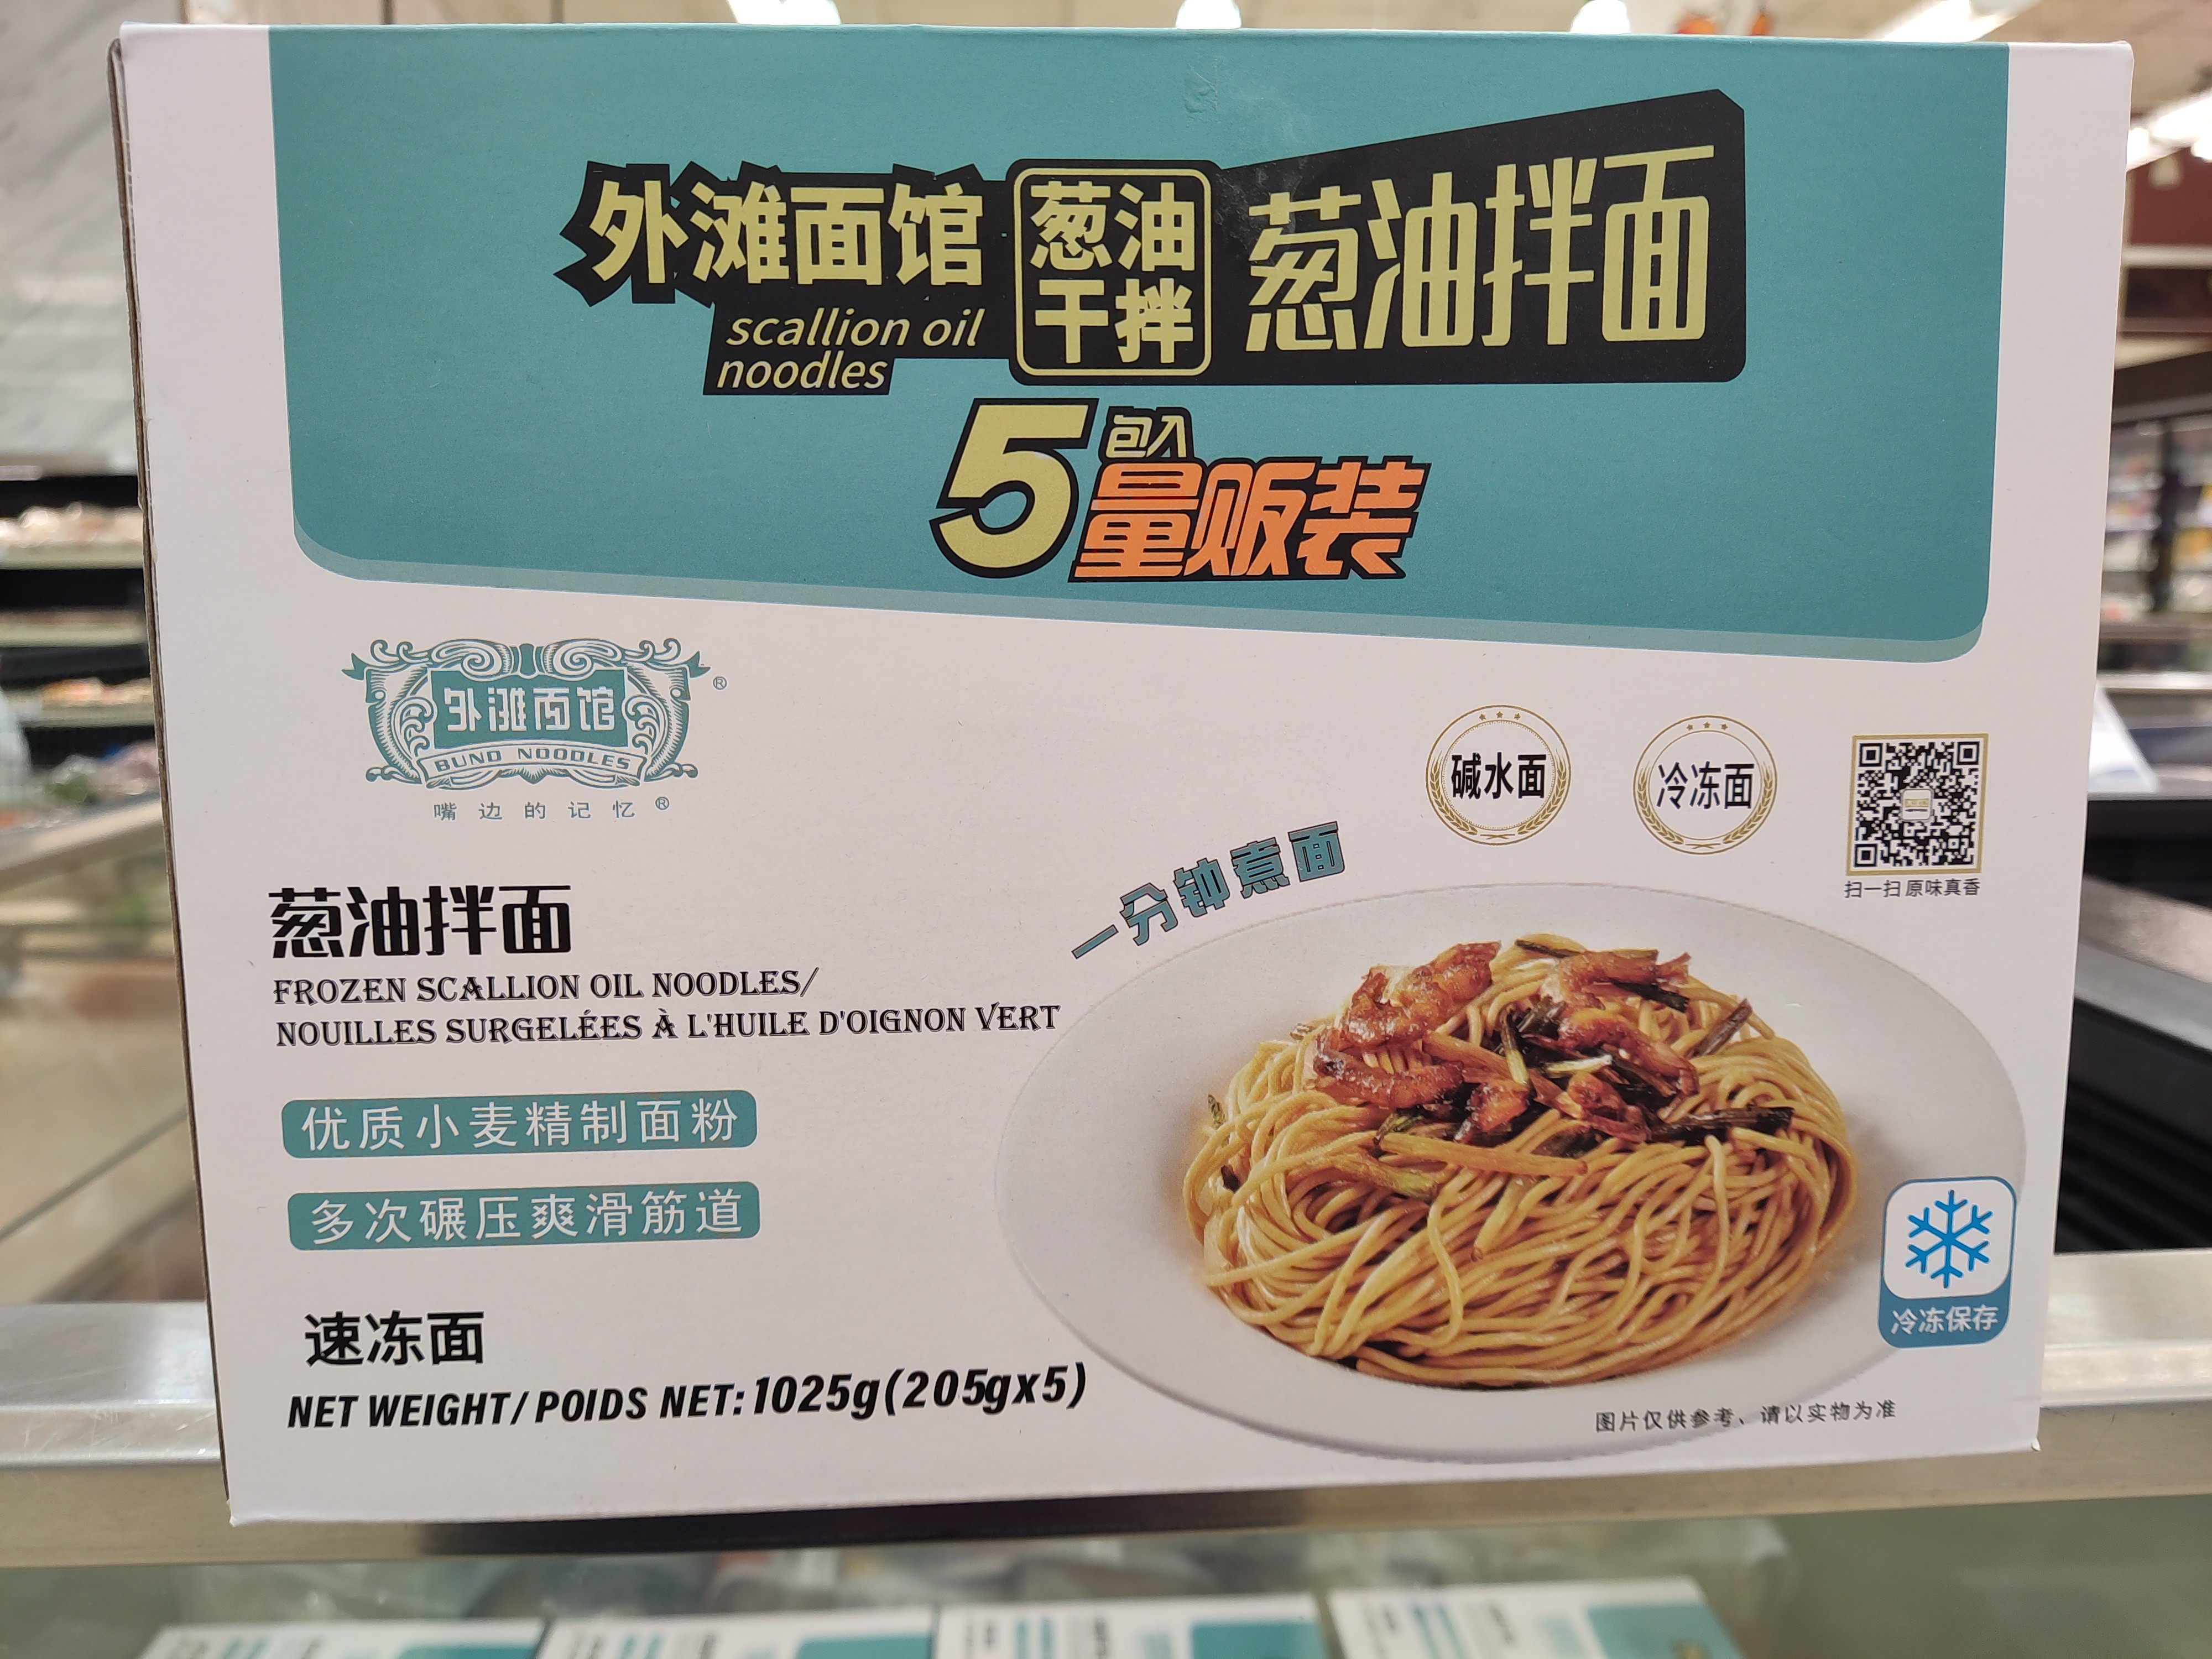 外滩面馆
scallion oil
noodles
葱油
干拌
葱油拌面
5包入
量贩装
外滩面馆®
BUND NOODLES
嘴边的记忆®
碱水面
冷冻面
扫一扫 原味真香
一分钟煮面
葱油拌面
FROZEN SCALLION OIL NOODLES/
NOUILLES SURGELÉES À L'HUILE D'OIGNON VERT
优质小麦精制面粉
多次碾压爽滑筋道
速冻面
NET WEIGHT/POIDS NET:1025g(205gx5)
冷冻保存
图片仅供参考、请以实物为准